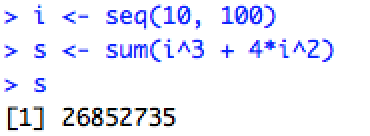 > i <- seq(10, 100)
> s <- sum(i^3 + 4*i^2)
> s
[1] 26852735